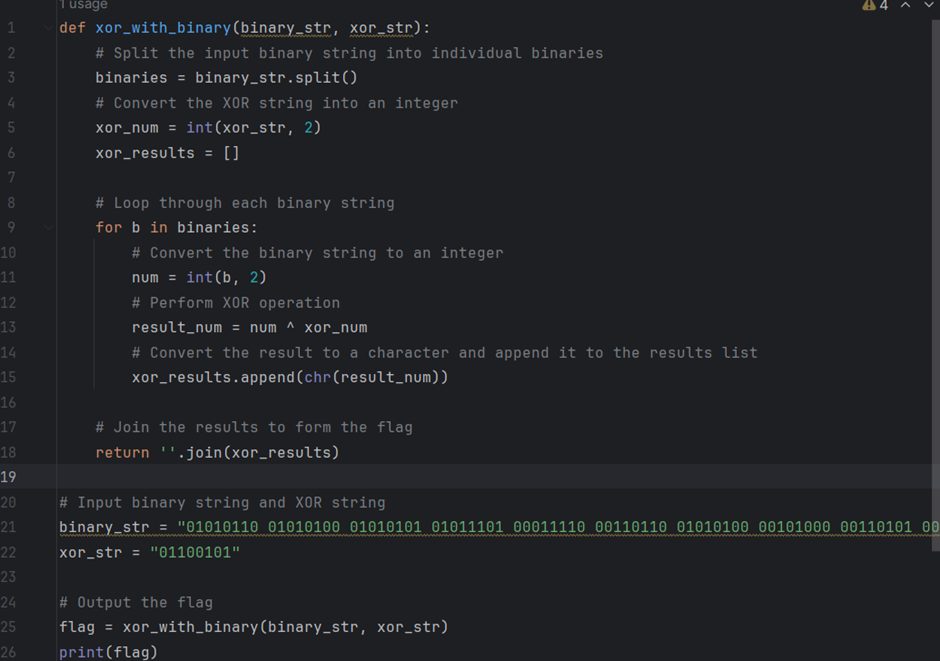 1 usage
4
1 def xor_with_binary(binary_str, xor_str):
2 # Split the input binary string into individual binaries
3 binaries = binary_str.split()
4 # Convert the XOR string into an integer
5 xor_num = int(xor_str, 2)
6 xor_results = []
7
8 # Loop through each binary string
9 for b in binaries:
10 # Convert the binary string to an integer
11 num = int(b, 2)
12 # Perform XOR operation
13 result_num = num ^ xor_num
14 # Convert the result to a character and append it to the results list
15 xor_results.append(chr(result_num))
16
17 # Join the results to form the flag
18 return ''.join(xor_results)
19
20 # Input binary string and XOR string
21 binary_str = "01010110 01010100 01010101 01011101 00011110 00110110 01010100 00101000 00110101 00
22 xor_str = "01100101"
23
24 # Output the flag
25 flag = xor_with_binary(binary_str, xor_str)
26 print(flag)